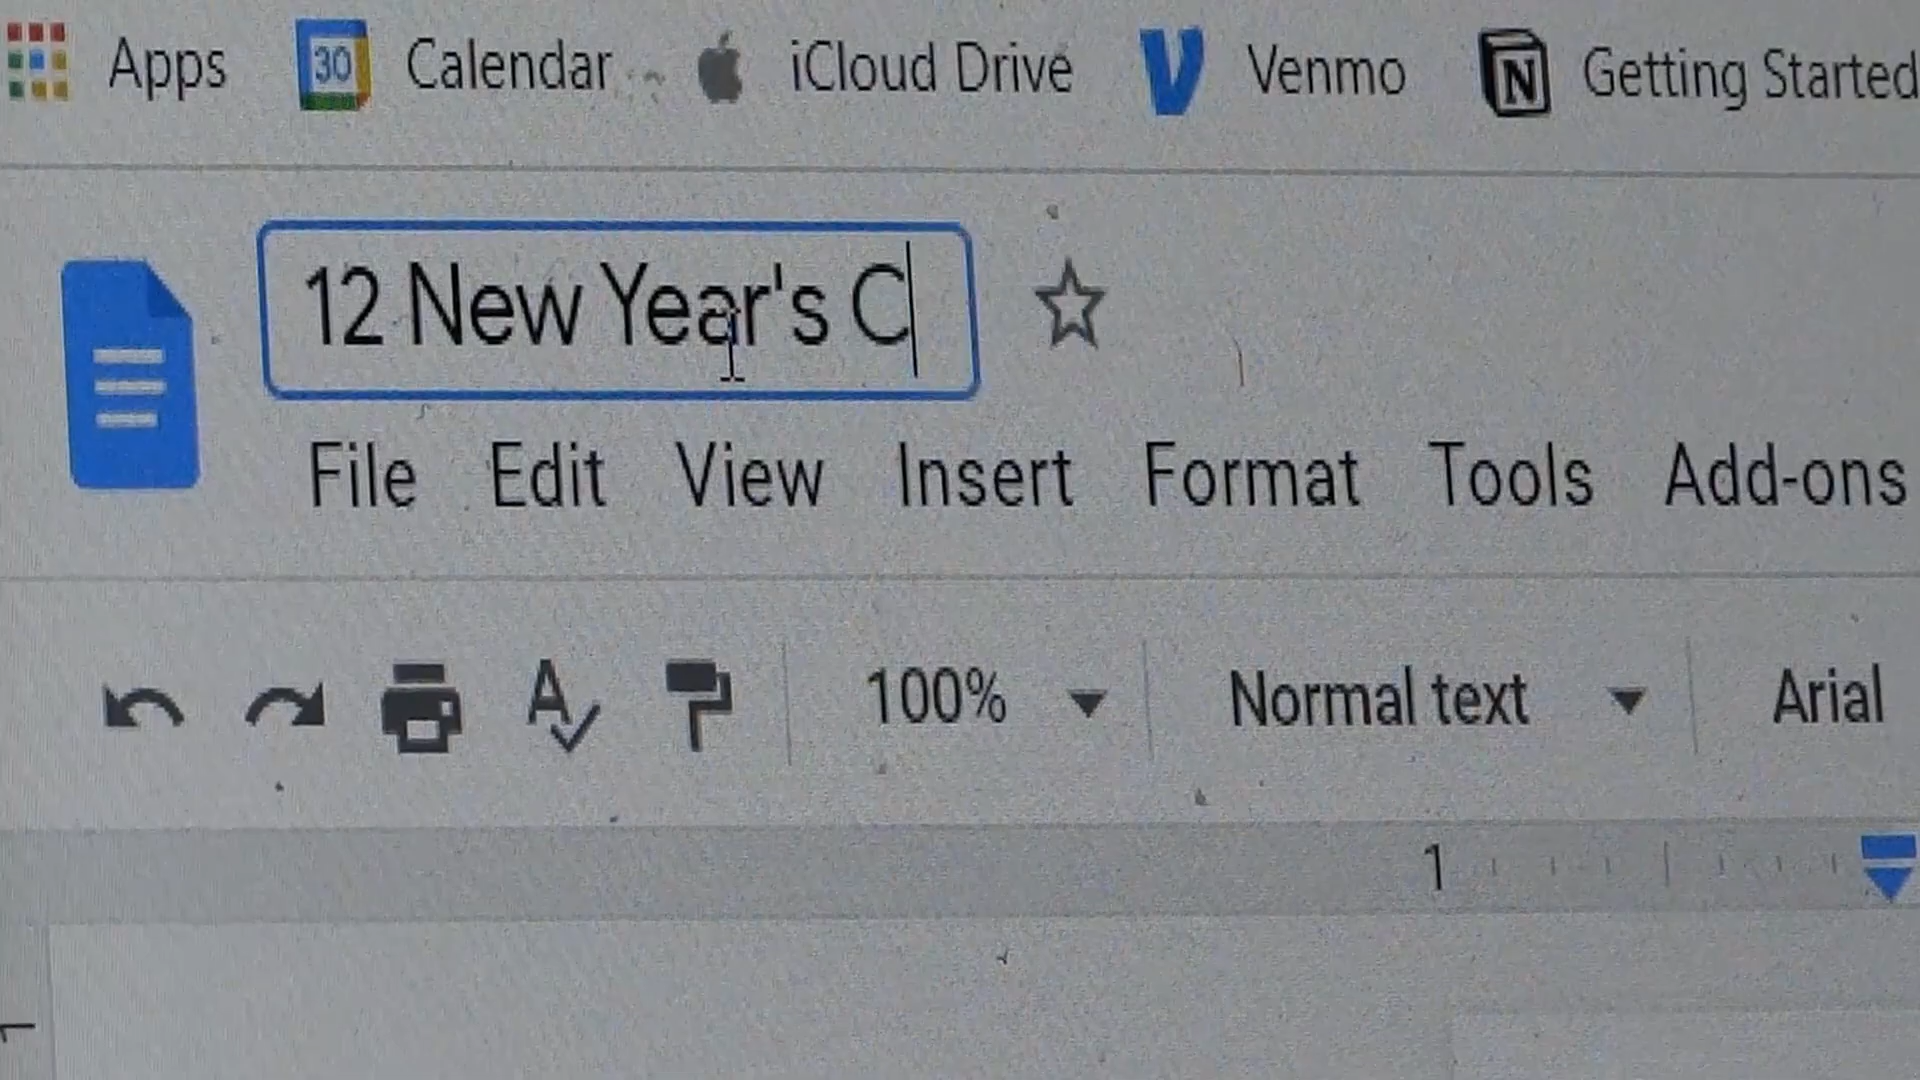 Apps 30 Calendar iCloud Drive Venmo N Getting Started
12 New Year's C
File Edit View Insert Format Tools Add-ons
100% Normal text Arial
1
1